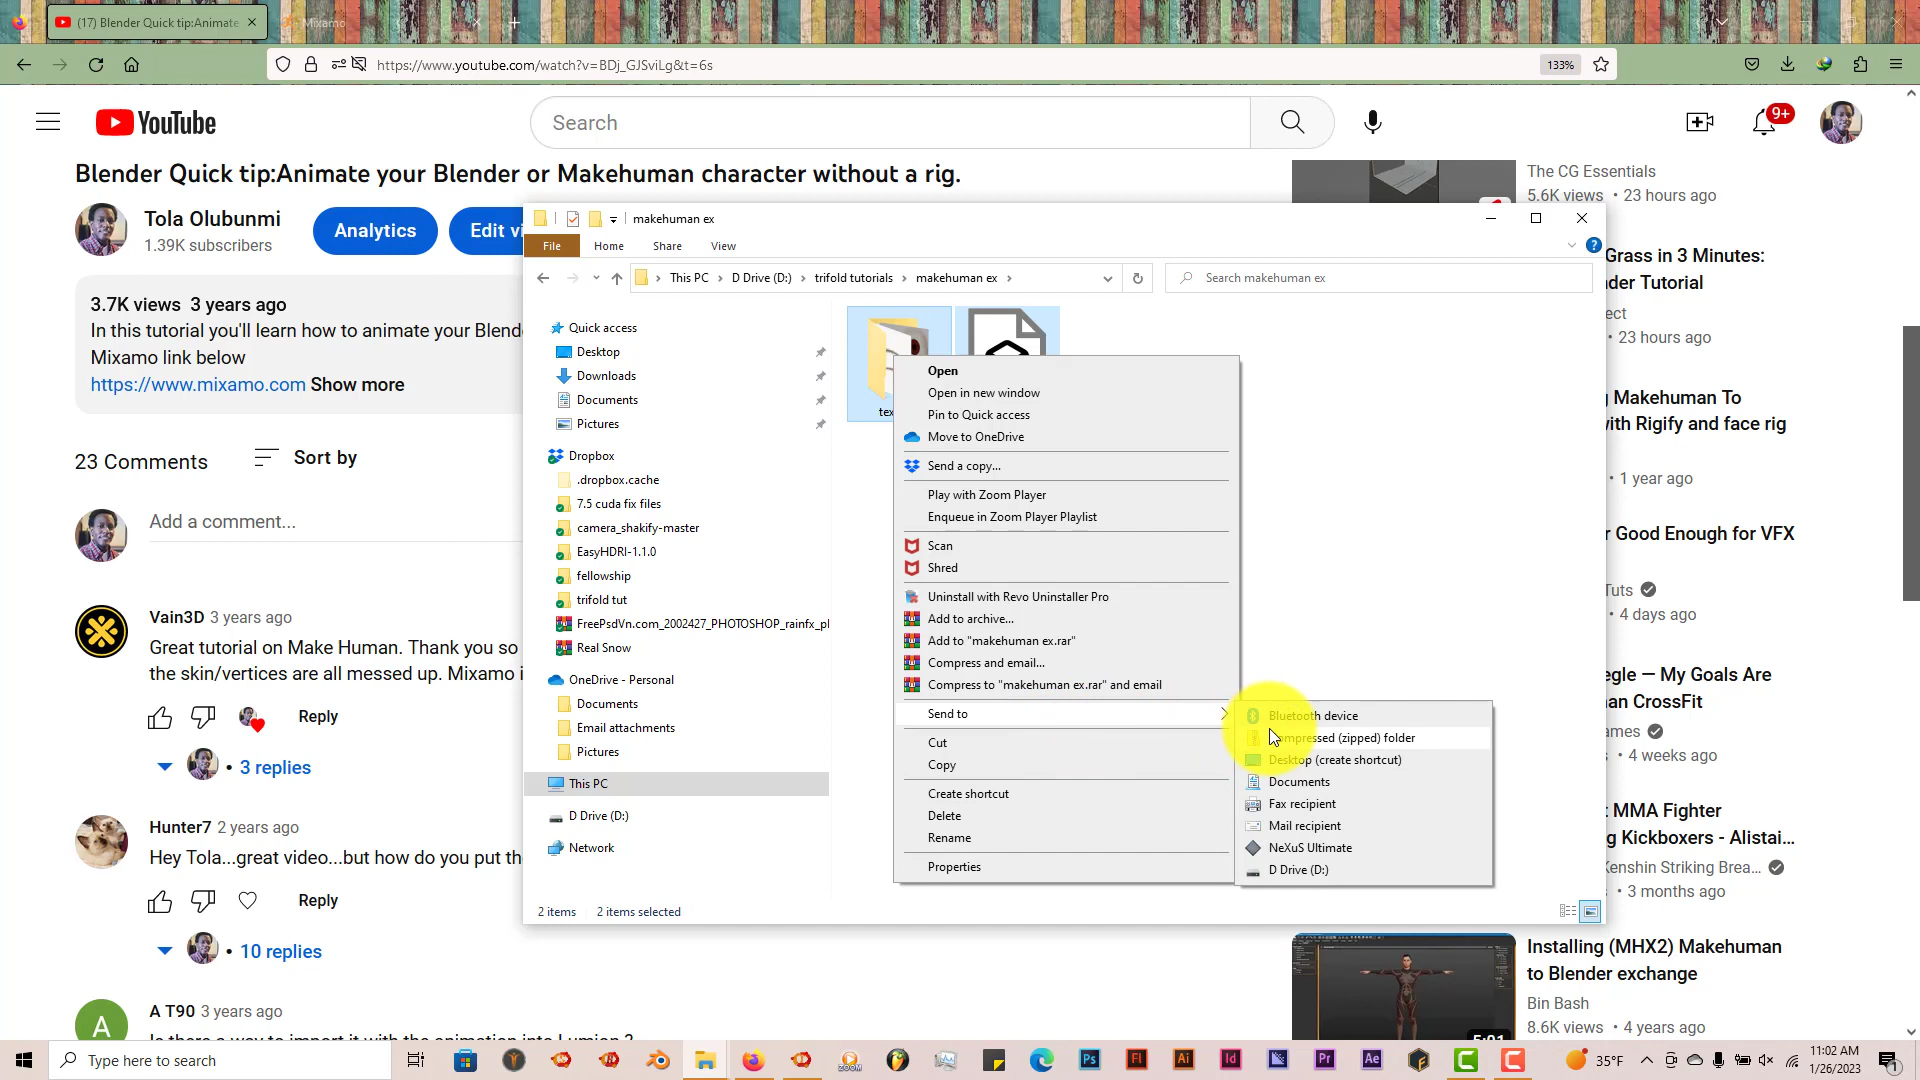 (17) Blender Quick tip:Animate
Mixamo
https://www.youtube.com/watch?v=BDj_GJSviLg&t=6s
133%
YouTube
Search
9+
Blender Quick tip:Animate your Blender or Makehuman character without a rig.
Tola Olubunmi
1.39K subscribers
Analytics
Edit vi
3.7K views 3 years ago
In this tutorial you'll learn how to animate your Blend
Mixamo link below
https://www.mixamo.com Show more
23 Comments
Sort by
Add a comment...
Vain3D 3 years ago
Great tutorial on Make Human. Thank you so
the skin/vertices are all messed up. Mixamo i
Reply
3 replies
Hunter7 2 years ago
Hey Tola...great video...but how do you put th
Reply
10 replies
A
A T90 3 years ago
makehuman ex
File
Home
Share
View
This PC
D Drive (D:)
trifold tutorials
makehuman ex
Search makehuman ex
Quick access
Desktop
Downloads
Documents
Pictures
Dropbox
.dropbox.cache
7.5 cuda fix files
camera_shakify-master
EasyHDRI-1.1.0
fellowship
trifold tut
FreePsdVn.com_2002427_PHOTOSHOP_rainfx_pl
Real Snow
OneDrive - Personal
Documents
Email attachments
Pictures
This PC
D Drive (D:)
Network
tex
2 items
2 items selected
Open
Open in new window
Pin to Quick access
Move to OneDrive
Send a copy...
Play with Zoom Player
Enqueue in Zoom Player Playlist
Scan
Shred
Uninstall with Revo Uninstaller Pro
Add to archive...
Add to "makehuman ex.rar"
Compress and email...
Compress to "makehuman ex.rar" and email
Send to
Cut
Copy
Create shortcut
Delete
Rename
Properties
Bluetooth device
mpressed (zipped) folder
Desktop (create shortcut)
Documents
Fax recipient
Mail recipient
NeXuS Ultimate
D Drive (D:)
The CG Essentials
5.6K views • 23 hours ago
Grass in 3 Minutes:
der Tutorial
ect
• 23 hours ago
g Makehuman To
with Rigify and face rig
• 1 year ago
r Good Enough for VFX
Tuts
• 4 days ago
egle — My Goals Are
an CrossFit
ames
• 4 weeks ago
t MMA Fighter
g Kickboxers - Alistai...
Kenshin Striking Brea...
• 3 months ago
Installing (MHX2) Makehuman
to Blender exchange
Bin Bash
8.6K views • 4 years ago
Type here to search
ZOOM
Ps
Fl
Ai
Id
Pr
Ae
35°F
11:02 AM
1/26/2023
1